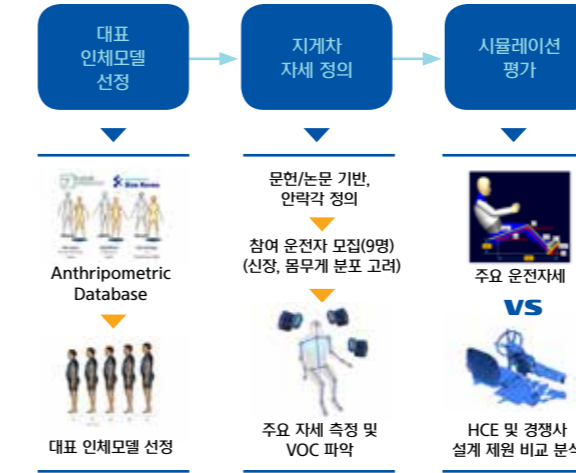 대표
인체모델
선정
지게차
자세 정의
시뮬레이션
평가
Size Korea
Anthripometric
Database
대표 인체모델 선정
문헌/논문 기반,
안락각 정의
참여 운전자 모집(9명)
(신장, 몸무게 분포 고려)
주요 자세 측정 및
VOC 파악
주요 운전자세
VS
HCE 및 경쟁사
설계 제원 비교 분석